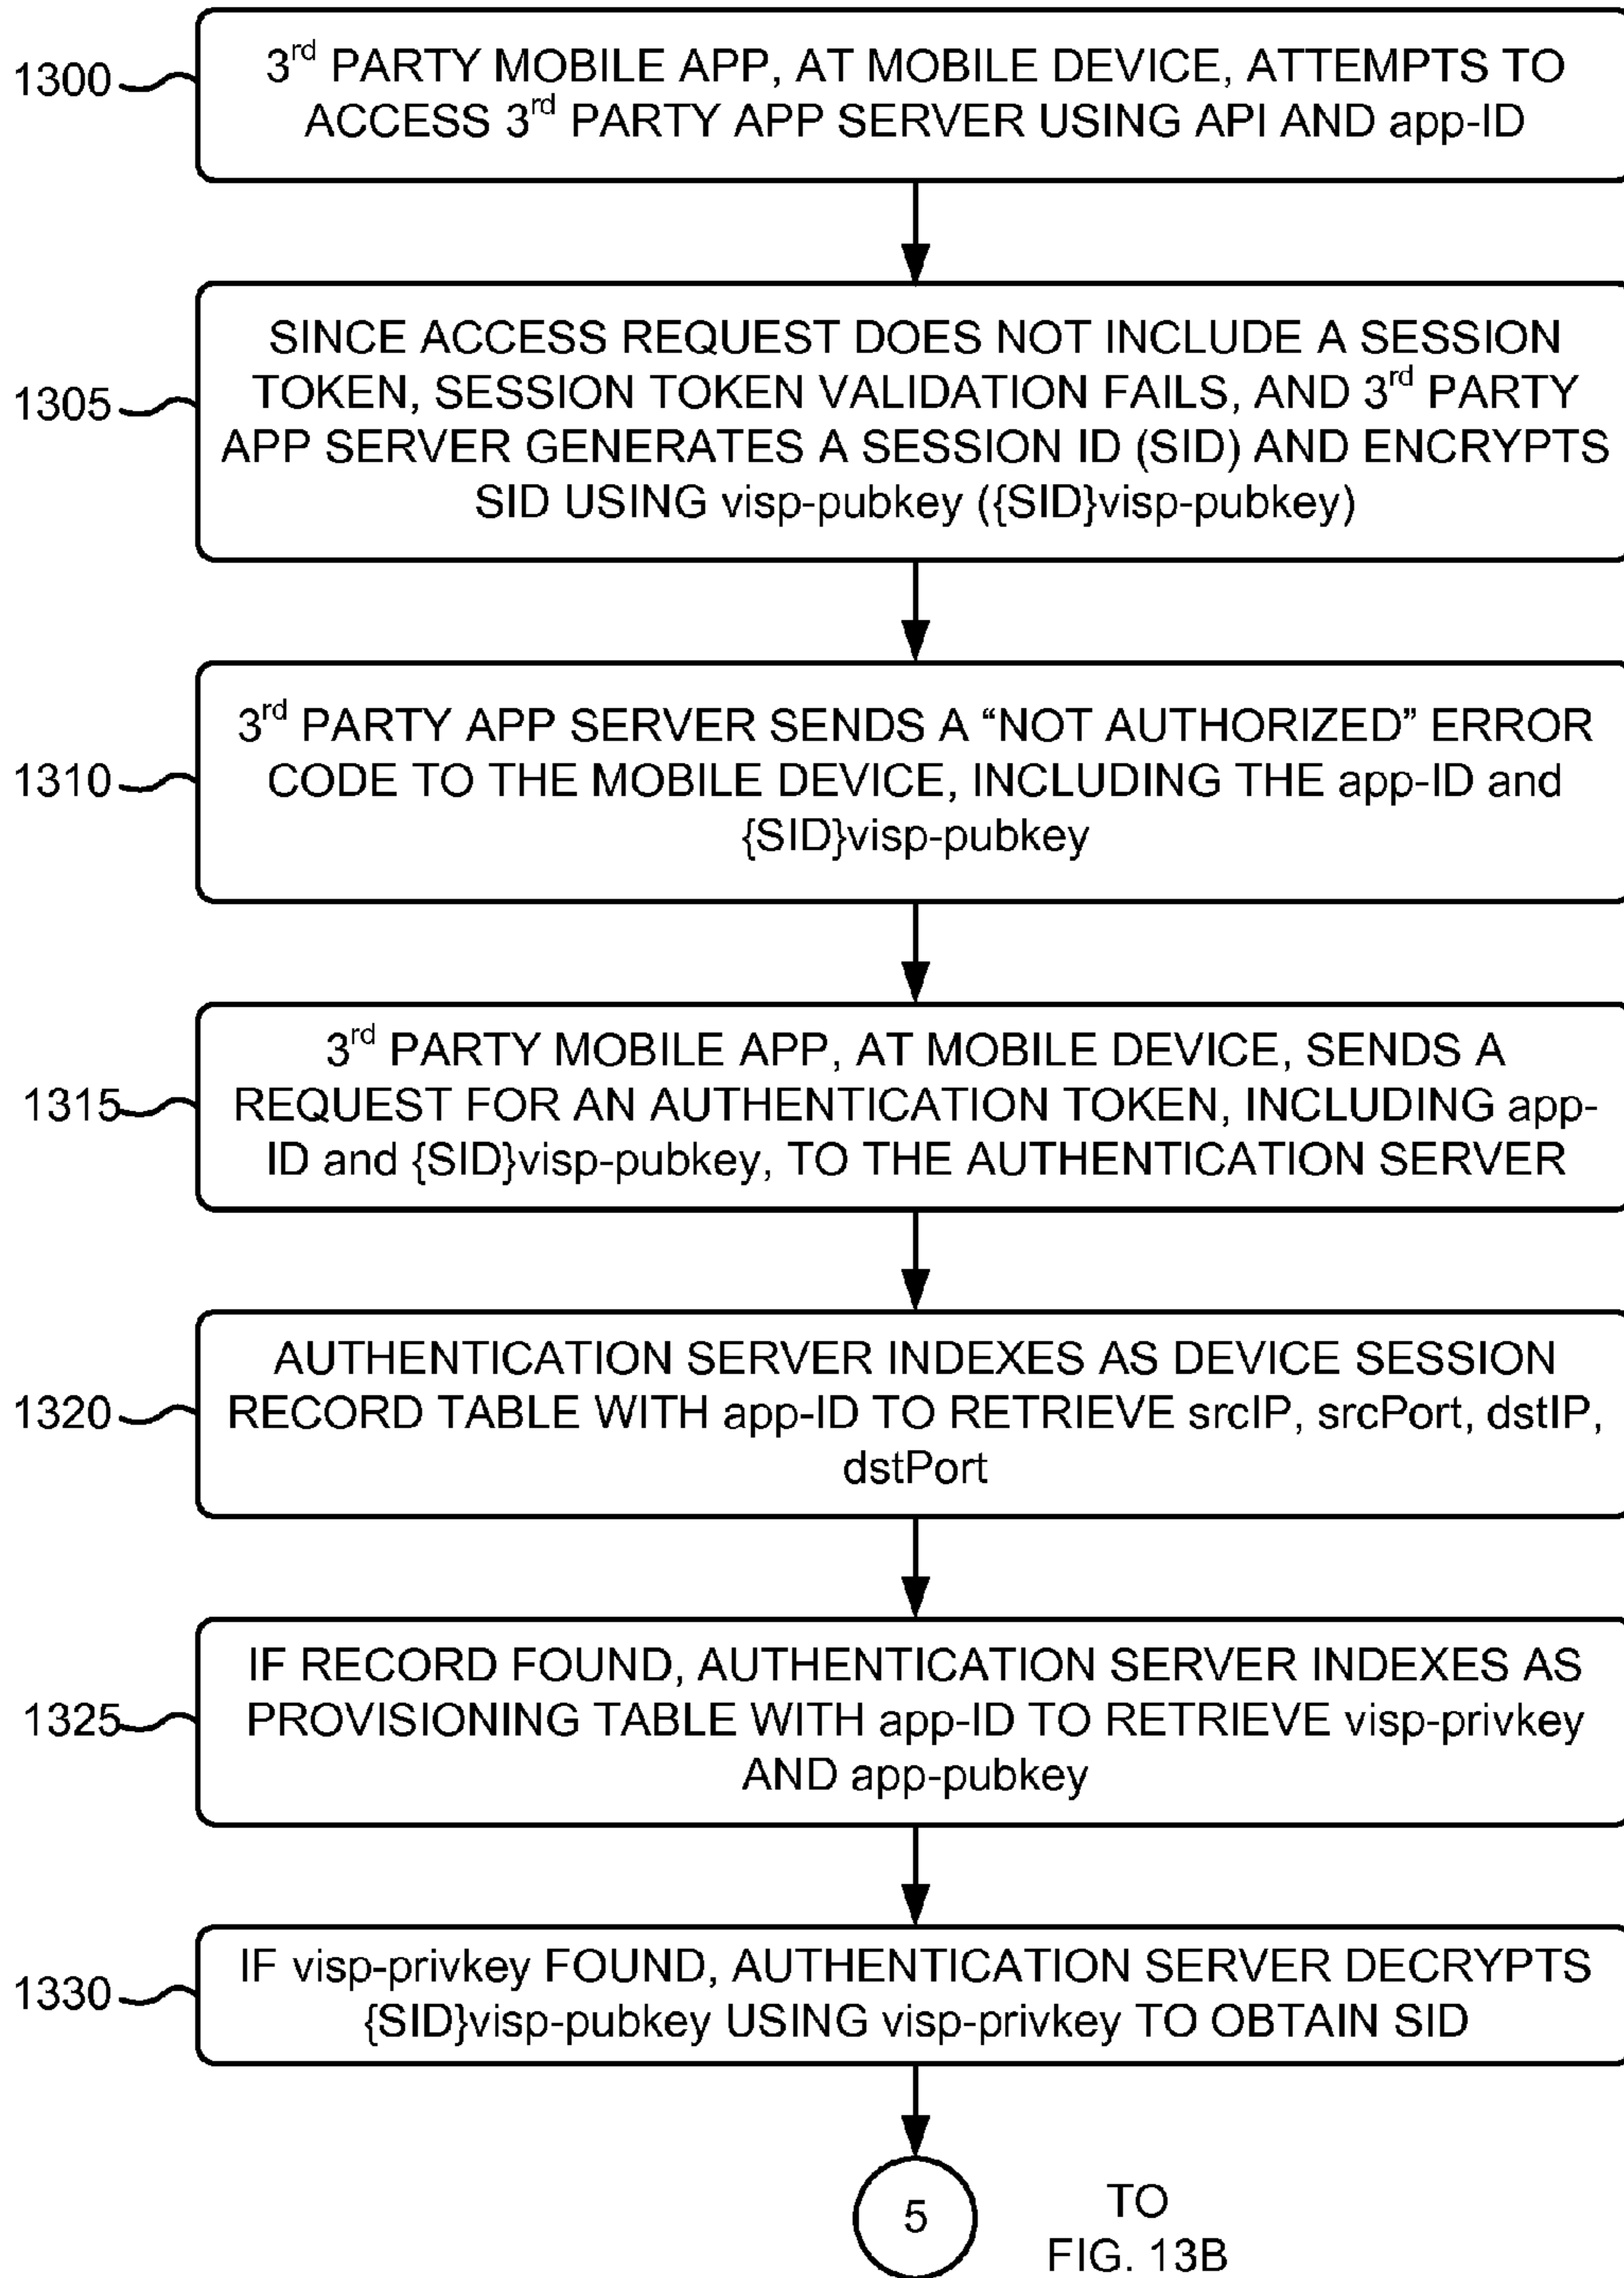 1300
3rd PARTY MOBILE APP, AT MOBILE DEVICE, ATTEMPTS TO
ACCESS 3rd PARTY APP SERVER USING API AND app-ID
1305
SINCE ACCESS REQUEST DOES NOT INCLUDE A SESSION
TOKEN, SESSION TOKEN VALIDATION FAILS, AND 3rd PARTY
APP SERVER GENERATES A SESSION ID (SID) AND ENCRYPTS
SID USING visp-pubkey ({SID}visp-pubkey)
1310
3rd PARTY APP SERVER SENDS A “NOT AUTHORIZED” ERROR
CODE TO THE MOBILE DEVICE, INCLUDING THE app-ID and
{SID}visp-pubkey
1315
3rd PARTY MOBILE APP, AT MOBILE DEVICE, SENDS A
REQUEST FOR AN AUTHENTICATION TOKEN, INCLUDING app-
ID and {SID}visp-pubkey, TO THE AUTHENTICATION SERVER
1320
AUTHENTICATION SERVER INDEXES AS DEVICE SESSION
RECORD TABLE WITH app-ID TO RETRIEVE srcIP, srcPort, dstIP,
dstPort
1325
IF RECORD FOUND, AUTHENTICATION SERVER INDEXES AS
PROVISIONING TABLE WITH app-ID TO RETRIEVE visp-privkey
AND app-pubkey
1330
IF visp-privkey FOUND, AUTHENTICATION SERVER DECRYPTS
{SID}visp-pubkey USING visp-privkey TO OBTAIN SID
5
TO
FIG. 13B